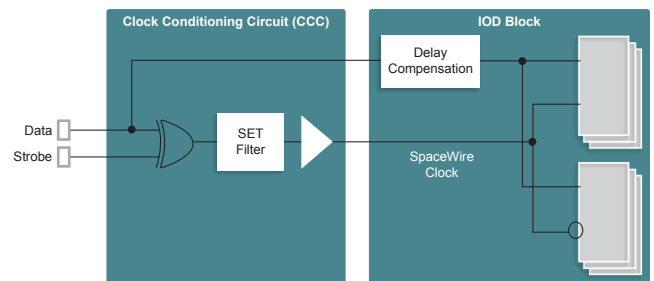 Clock Conditioning Circuit (CCC)
IOD Block
Delay
Compensation
Data
Strobe
SET
Filter
SpaceWire
Clock